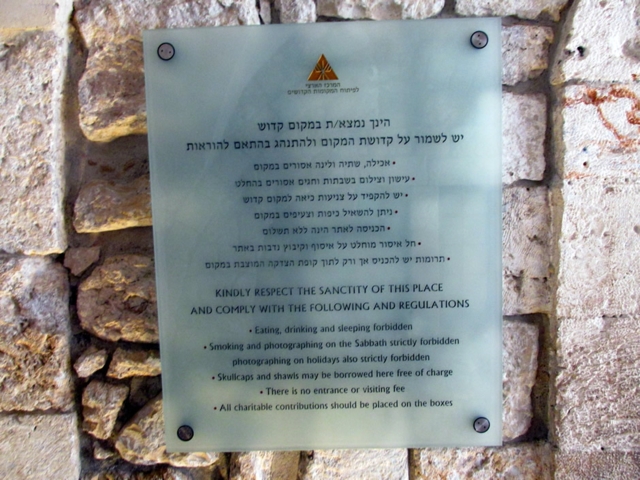 המרכז הארצי
לפיתוח המקומות הקדושים
הינך נמצא/ת במקום קדוש
יש לשמור על קדושת המקום ולהתנהג בהתאם להוראות
• אכילה, שתיה ולינה אסורים במקום
• עישון וצילום בשבתות וחגים אסורים בהחלט
• יש להקפיד על צניעות כיאה למקום קדוש
• ניתן להשאיל כיפות וצעיפים במקום
• הכניסה לאתר הינה ללא תשלום
• חל איסור מוחלט על איסוף וקיבוץ נדבות באתר
• תרומות יש להכניס אך ורק לתוך קופת הצדקה המוצבת במקום
KINDLY RESPECT THE SANCTITY OF THIS PLACE
AND COMPLY WITH THE FOLLOWING AND REGULATIONS
• Eating, drinking and sleeping forbidden
• Smoking and photographing on the Sabbath strictly forbidden
photographing on holidays also strictly forbidden
• Skullcaps and shawls may be borrowed here free of charge
• There is no entrance or visiting fee
• All charitable contributions should be placed on the boxes